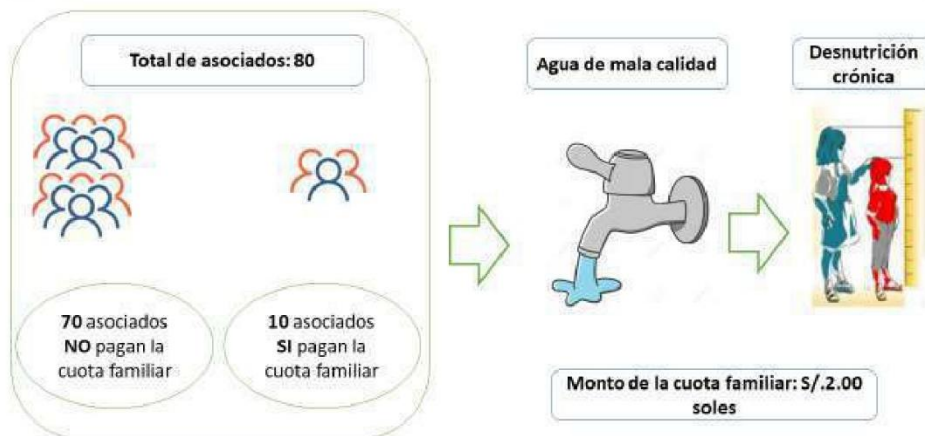 Total de asociados: 80
70 asociados
NO pagan la
cuota familiar
10 asociados
SI pagan la
cuota familiar
Agua de mala calidad
Desnutrición
crónica
Monto de la cuota familiar: S/.2.00
soles